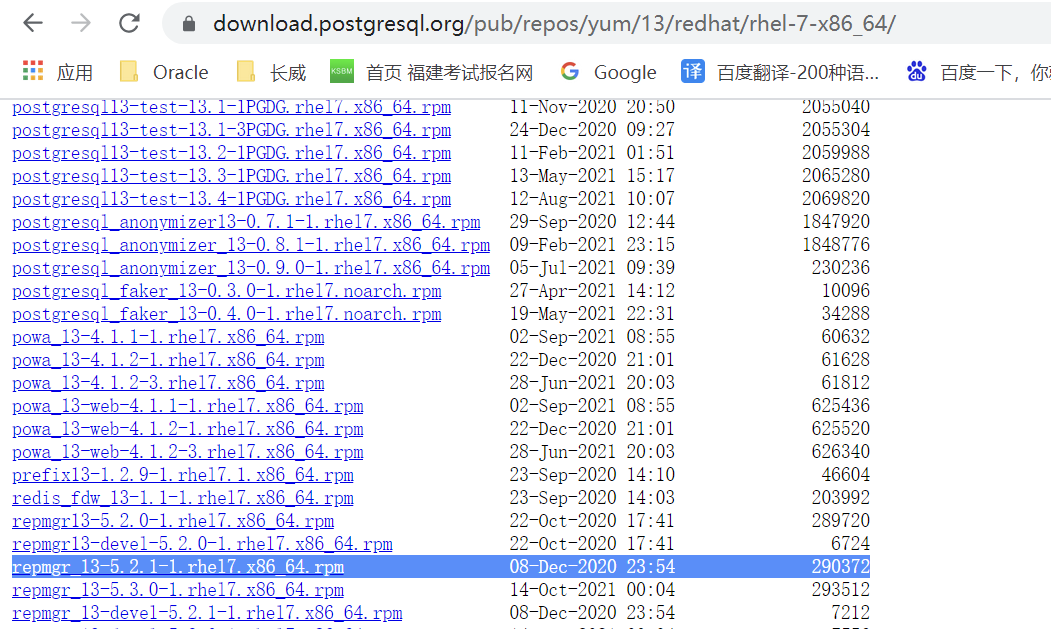 download.postgresql.org/pub/repos/yum/13/redhat/rhel-7-x86_64/
应用 Oracle 长威 KSBM 首页 福建考试报名网 Google 译 百度翻译-200种语... 百度一下，你
postgresql13-test-13.1-1PGDG.rhel7.x86_64.rpm 11-Nov-2020 20:50 2055040
postgresql13-test-13.1-3PGDG.rhel7.x86_64.rpm 24-Dec-2020 09:27 2055304
postgresql13-test-13.2-1PGDG.rhel7.x86_64.rpm 11-Feb-2021 01:51 2059988
postgresql13-test-13.3-1PGDG.rhel7.x86_64.rpm 13-May-2021 15:17 2065280
postgresql13-test-13.4-1PGDG.rhel7.x86_64.rpm 12-Aug-2021 10:07 2069820
postgresql_anonymizer13-0.7.1-1.rhel7.x86_64.rpm 29-Sep-2020 12:44 1847920
postgresql_anonymizer_13-0.8.1-1.rhel7.x86_64.rpm 09-Feb-2021 23:15 1848776
postgresql_anonymizer_13-0.9.0-1.rhel7.x86_64.rpm 05-Jul-2021 09:39 230236
postgresql_faker_13-0.3.0-1.rhel7.noarch.rpm 27-Apr-2021 14:12 10096
postgresql_faker_13-0.4.0-1.rhel7.noarch.rpm 19-May-2021 22:31 34288
powa_13-4.1.1-1.rhel7.x86_64.rpm 02-Sep-2021 08:55 60632
powa_13-4.1.2-1.rhel7.x86_64.rpm 22-Dec-2020 21:01 61628
powa_13-4.1.2-3.rhel7.x86_64.rpm 28-Jun-2021 20:03 61812
powa_13-web-4.1.1-1.rhel7.x86_64.rpm 02-Sep-2021 08:55 625436
powa_13-web-4.1.2-1.rhel7.x86_64.rpm 22-Dec-2020 21:01 625520
powa_13-web-4.1.2-3.rhel7.x86_64.rpm 28-Jun-2021 20:03 626340
prefix13-1.2.9-1.rhel7.1.x86_64.rpm 23-Sep-2020 14:10 46604
redis_fdw_13-1.1-1.rhel7.x86_64.rpm 23-Sep-2020 14:03 203992
repmgr13-5.2.0-1.rhel7.x86_64.rpm 22-Oct-2020 17:41 289720
repmgr13-devel-5.2.0-1.rhel7.x86_64.rpm 22-Oct-2020 17:41 6724
repmgr_13-5.2.1-1.rhel7.x86_64.rpm 08-Dec-2020 23:54 290372
repmgr_13-5.3.0-1.rhel7.x86_64.rpm 14-Oct-2021 00:04 293512
repmgr_13-devel-5.2.1-1.rhel7.x86_64.rpm 08-Dec-2020 23:54 7212